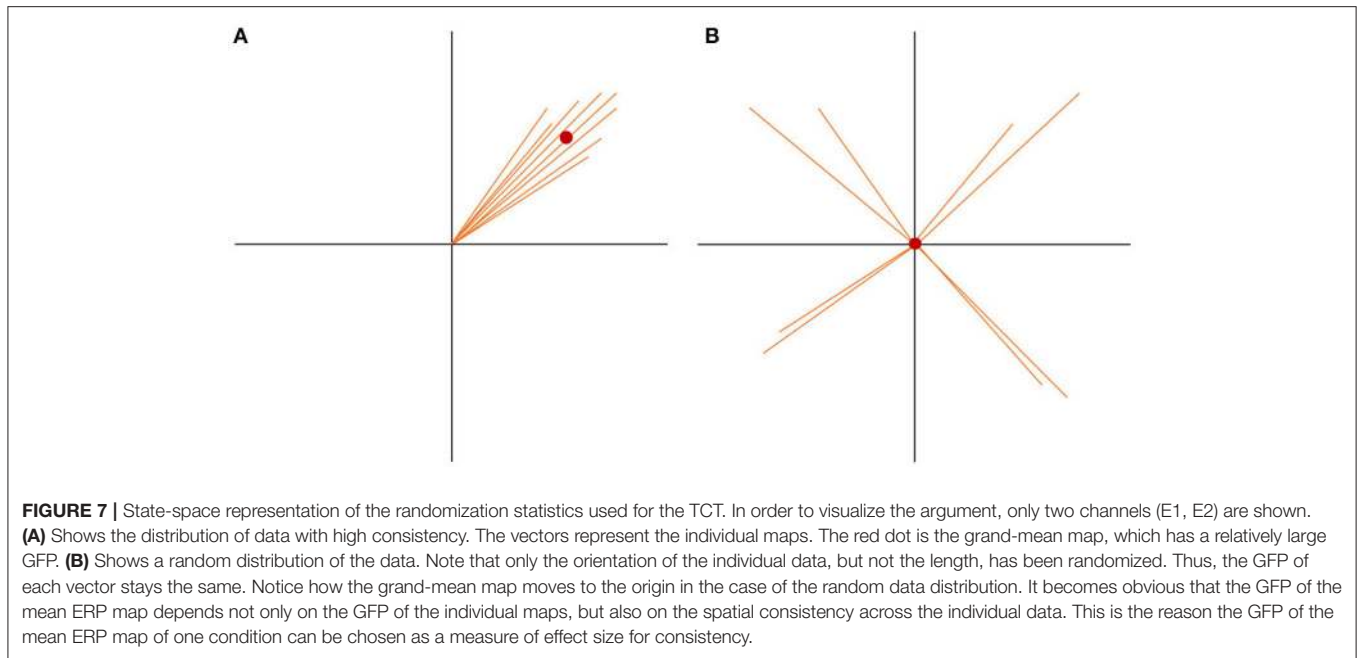 A
B
FIGURE 7 | State-space representation of the randomization statistics used for the TCT. In order to visualize the argument, only two channels (E1, E2) are shown.
(A) Shows the distribution of data with high consistency. The vectors represent the individual maps. The red dot is the grand-mean map, which has a relatively large
GFP. (B) Shows a random distribution of the data. Note that only the orientation of the individual data, but not the length, has been randomized. Thus, the GFP of
each vector stays the same. Notice how the grand-mean map moves to the origin in the case of the random data distribution. It becomes obvious that the GFP of the
mean ERP map depends not only on the GFP of the individual maps, but also on the spatial consistency across the individual data. This is the reason the GFP of the
mean ERP map of one condition can be chosen as a measure of effect size for consistency.